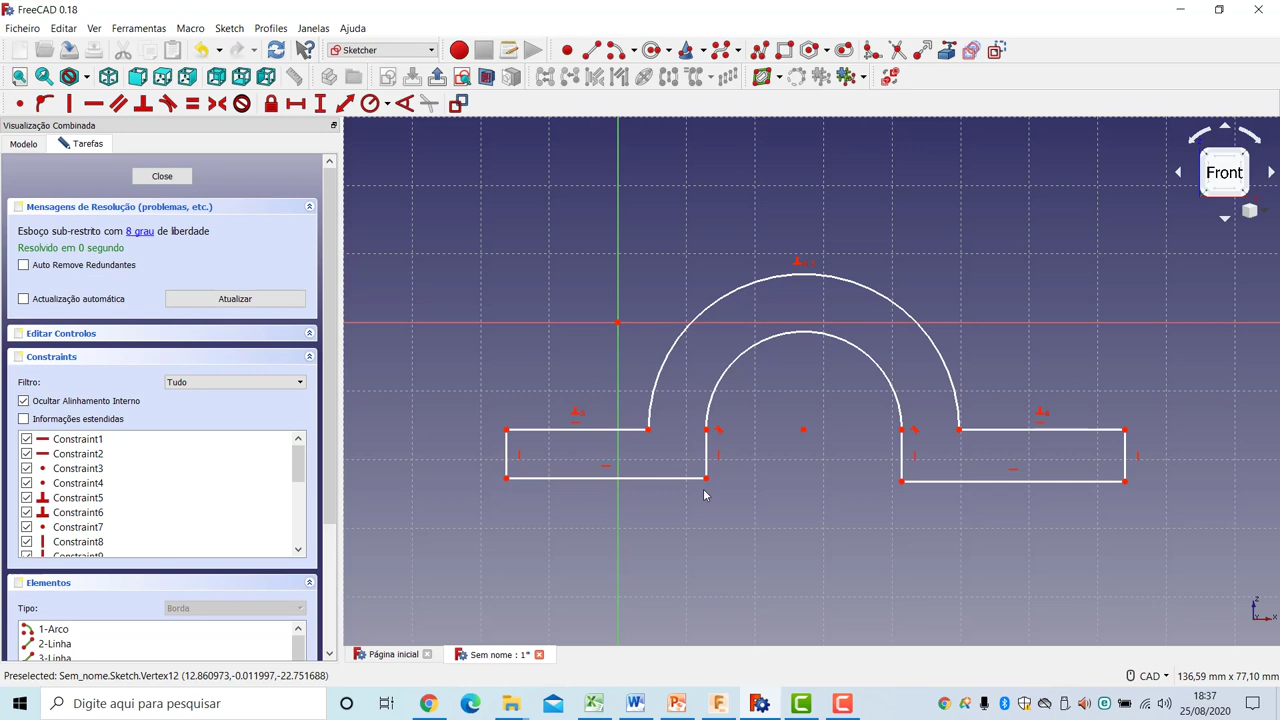 FreeCAD 0.18
Ficheiro Editar Ver Ferramentas Macro Sketch Profiles Janelas Ajuda
Sketcher
Visualização Combinada
Modelo Tarefas
Close
Mensagens de Resolução (problemas, etc.)
Esboço sub-restrito com 8 grau de liberdade
Resolvido em 0 segundo
Auto Remove Redundantes
Actualização automática Atualizar
Editar Controlos
Constraints
Filtro: Tudo
Ocultar Alinhamento Interno
Informações estendidas
Constraint1
Constraint2
Constraint3
Constraint4
Constraint5
Constraint6
Constraint7
Constraint8
Constraint9
Elementos
Tipo: Borda
1-Arco
2-Linha
3-Linha
Front
Página inicial Sem nome : 1*
Preselected: Sem_nome.Sketch.Vertex12 (12.860973,-0.011997,-22.751688) CAD 136,59 mm x 77,10 mm
Digite aqui para pesquisar
18:37
25/08/2020